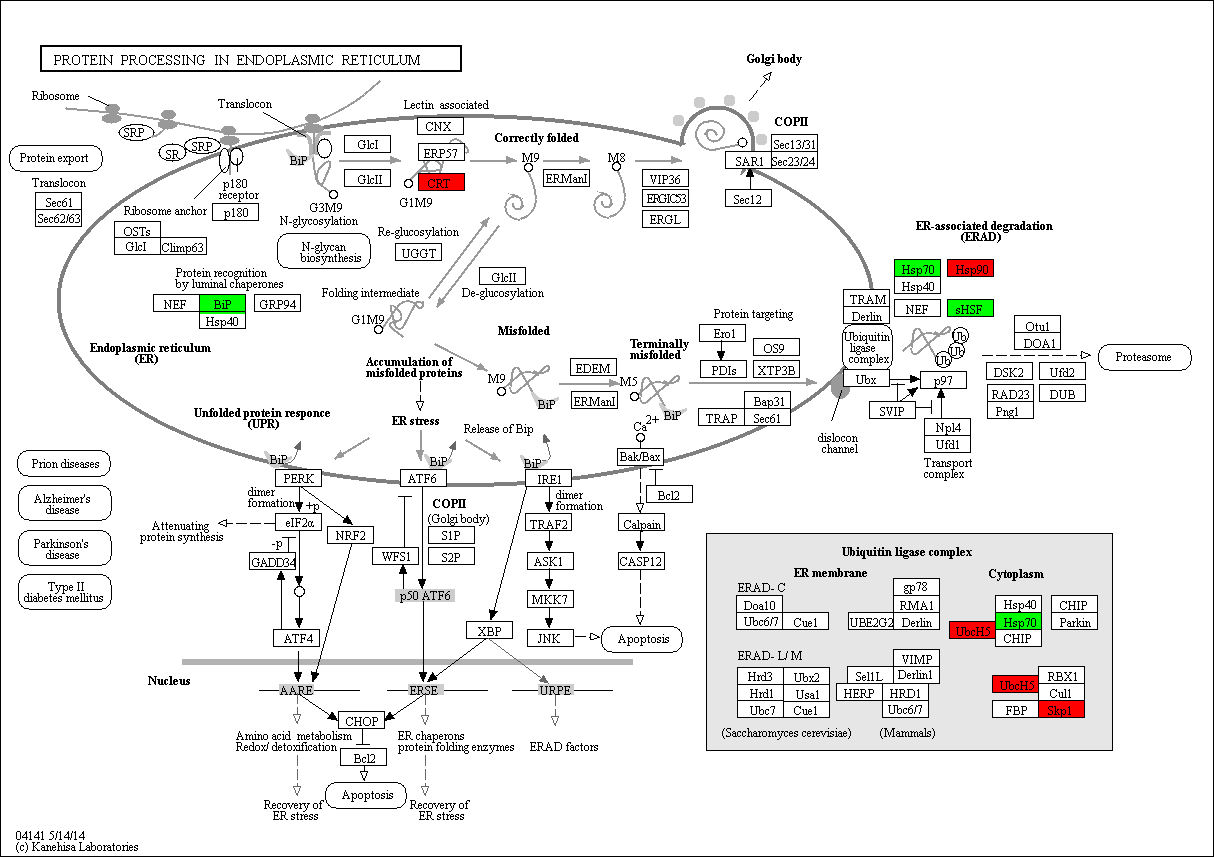 PROTEIN PROCESSING IN ENDOPLASMIC RETICULUM
Golgi body
Ribosome
Translocon
Lectin associated
COPII
SRP
CNX
Correctly folded
Sec13/31
SR
SRP
BiP
GlcI
ERP57
M9
M8
SAR1
Sec23/24
Protein export
GlcII
CRT
ERManI
VIP36
Translocon
p180
receptor
G3M9
G1M9
ERGIC53
Sec12
Sec61
N-glycosylation
ERGL
Sec62/63
Ribosome anchor
p180
ER-associated degradation
(ERAD)
OSTs
Re-glucosylation
GlcI
Climp63
N-glycan
biosynthesis
UGGT
Hsp70
Hsp90
Protein recognition
by luminal chaperones
GlcII
Hsp40
Folding intermediate
De-glucosylation
TRAM
NEF
BiP
GRP94
NEF
sHSF
Hsp40
G1M9
Derlin
Protein targeting
Otu1
Misfolded
Ero1
Ubiquitin
ligase
complex
Ub
Ub
Ub
DOA1
Endoplasmic reticulum
(ER)
Terminally
misfolded
OS9
Proteasome
Accumulation of
misfolded proteins
EDEM
PDIs
XTP3B
DSK2
Ufd2
M9
M5
Ubx
p97
BiP
ERManI
RAD23
DUB
Unfolded protein responce
(UPR)
ER stress
BiP
Bap31
SVIP
Png1
Release of Bip
Ca2+
TRAP
Sec61
dislocon
channel
Npl4
Ufd1
BiP
BiP
BiP
Bak/Bax
Transport
complex
Prion diseases
PERK
ATF6
IRE1
dimer
formation
COPII
(Golgi body)
dimer
formation
Bcl2
Alzheimer's
disease
+p
Attenuating
protein synthesis
eIF2α
NRF2
S1P
TRAF2
Calpain
Parkinson's
disease
-p
GADD34
WFS1
S2P
ASK1
CASP12
Ubiquitin ligase complex
ER membrane
Cytoplasm
Type II
diabetes mellitus
p50 ATF6
MKK7
ERAD- C
gp78
Doa10
RMA1
Hsp40
CHIP
Ubc6/7
Cue1
UBE2G2
Derlin
Hsp70
Parkin
ATF4
XBP
JNK
Apoptosis
UbcH5
CHIP
ERAD- L/ M
VIMP
Nucleus
Hrd3
Ubx2
Sel1L
Derlin1
RBX1
AARE
ERSE
URPE
Hrd1
Usa1
HERP
HRD1
UbcH5
Cul1
Ubc7
Cue1
Ubc6/7
FBP
Skp1
CHOP
(Saccharomyces cerevisiae)
(Mammals)
Amino acid metabolism
Redox/ detoxification
ER chaperons
protein folding enzymes
ERAD factors
Bcl2
Apoptosis
Recovery of
ER stress
Recovery of
ER stress
04141 5/14/14
(c) Kanehisa Laboratories